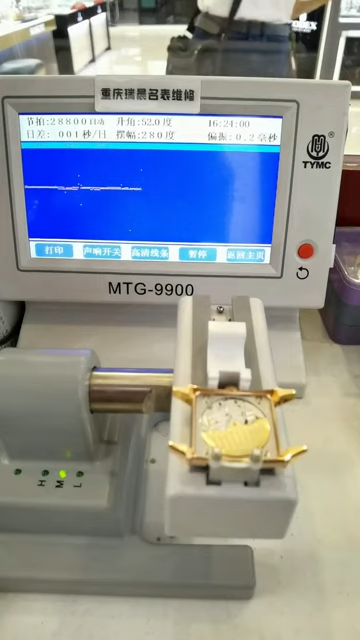 重庆瑞晨名表维修
节拍:28800自动 升角:52.0度 16:24:00
日差: 001秒/日 摆幅:280度 偏振:0.2毫秒
打印 声响开关 高清线条 暂停 返回主页
TYMC
®
MTG-9900
H
M
L